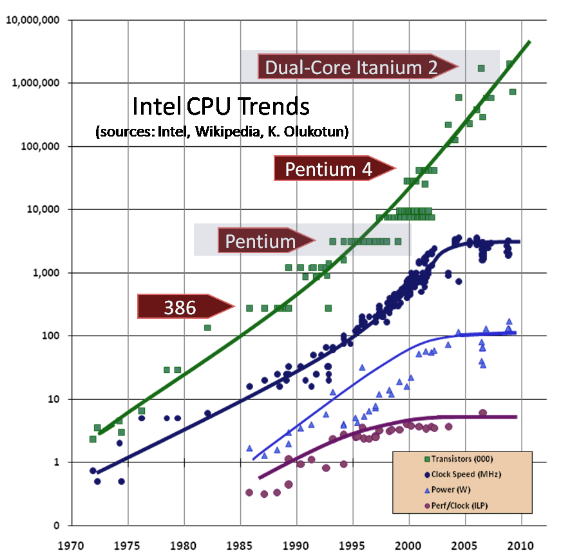 10,000,000
1,000,000
100,000
10,000
1,000
100
10
1
0
1970 1975 1980 1985 1990 1995 2000 2005 2010
Intel CPU Trends
(sources: Intel, Wikipedia, K. Olukotun)
Dual-Core Itanium 2
Pentium 4
Pentium
386
Transistors (000)
Clock Speed (MHz)
Power (W)
Perf/Clock (ILP)